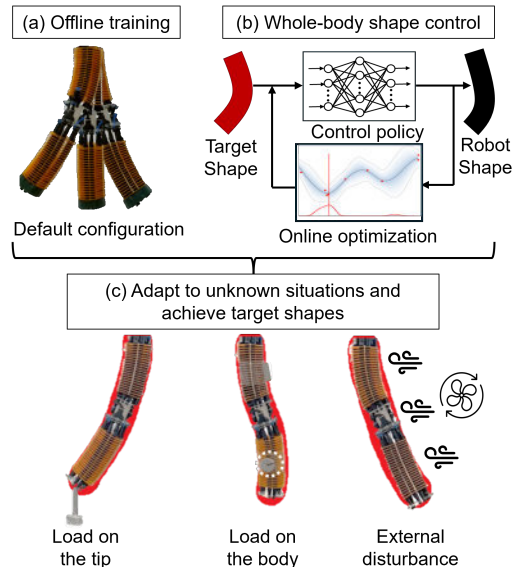 (a) Offline training
(b) Whole-body shape control
Target
Shape
Control policy
Robot
Shape
Default configuration
Online optimization
(c) Adapt to unknown situations and
achieve target shapes
Load on
the tip
Load on
the body
External
disturbance